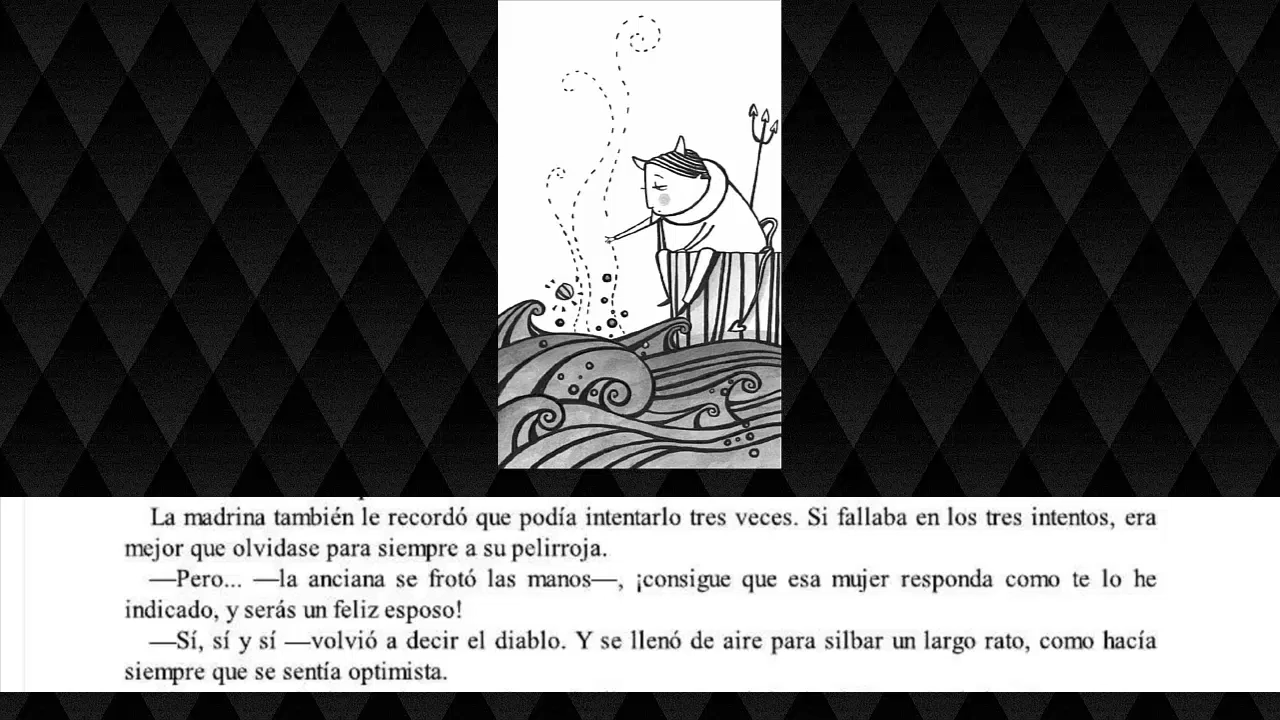 La madrina también le recordó que podía intentarlo tres veces. Si fallaba en los tres intentos, era
mejor que olvidase para siempre a su pelirroja.
—Pero... —la anciana se frotó las manos—, ¡consigue que esa mujer responda como te lo he
indicado, y serás un feliz esposo!
—Sí, sí y sí —volvió a decir el diablo. Y se llenó de aire para silbar un largo rato, como hacía
siempre que se sentía optimista.